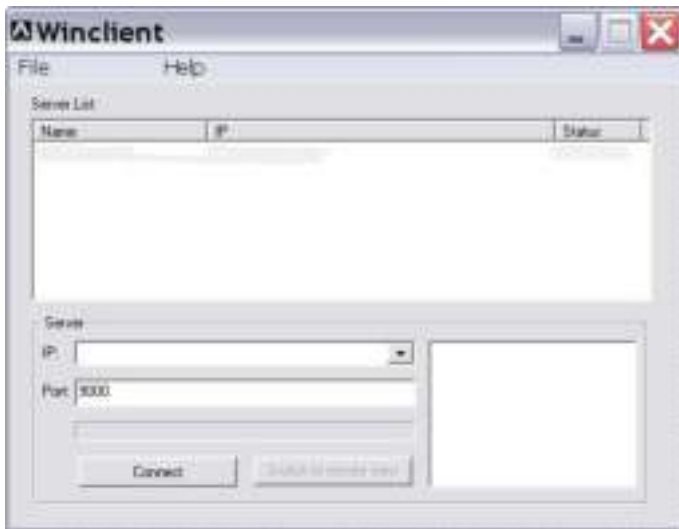 Winclient
File Help
Server List
Name IP Status
Server
IP:
Port: 9000
Connect